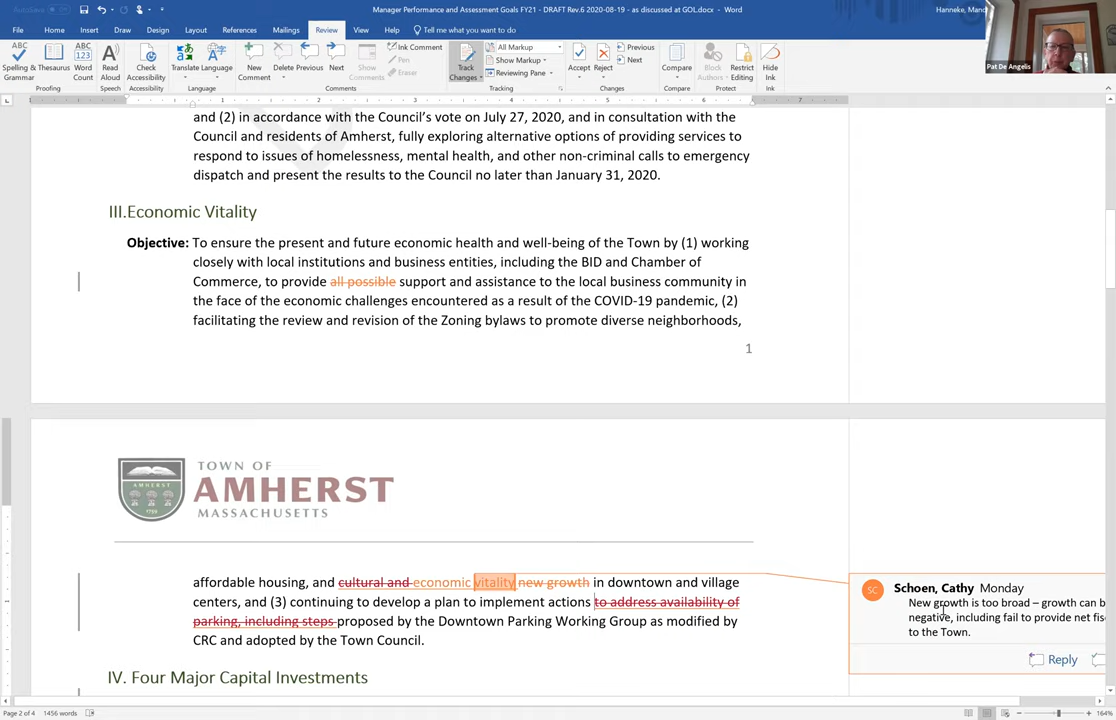 AutoSave
Manager Performance and Assessment Goals FY21 - DRAFT Rev.6 2020-08-19 - as discussed at GOL.docx - Word
Hanneke, Mand
File Home Insert Draw Design Layout References Mailings Review View Help Tell me what you want to do
Pat De Angelis
Spelling & Grammar Thesaurus Word Count Read Aloud Check Accessibility Translate Language New Comment Delete Previous Next Show Comments Ink Comment Pen Eraser Track Changes All Markup Show Markup Reviewing Pane Accept Reject Previous Next Compare Block Authors Restrict Editing Hide Ink
Proofing Speech Accessibility Language Comments Tracking Changes Compare Protect Ink
1 2 3 4 5 6 7
and (2) in accordance with the Council's vote on July 27, 2020, and in consultation with the
Council and residents of Amherst, fully exploring alternative options of providing services to
respond to issues of homelessness, mental health, and other non-criminal calls to emergency
dispatch and present the results to the Council no later than January 31, 2020.
III.Economic Vitality
Objective: To ensure the present and future economic health and well-being of the Town by (1) working
closely with local institutions and business entities, including the BID and Chamber of
Commerce, to provide all possible support and assistance to the local business community in
the face of the economic challenges encountered as a result of the COVID-19 pandemic, (2)
facilitating the review and revision of the Zoning bylaws to promote diverse neighborhoods,
1
TOWN OF
AMHERST
MASSACHUSETTS
affordable housing, and cultural and economic vitality new growth in downtown and village
centers, and (3) continuing to develop a plan to implement actions to address availability of
parking, including steps proposed by the Downtown Parking Working Group as modified by
CRC and adopted by the Town Council.
SC Schoen, Cathy Monday
New growth is too broad – growth can b
negative, including fail to provide net fis
to the Town.
Reply
IV. Four Major Capital Investments
Page 2 of 4 1456 words
164%